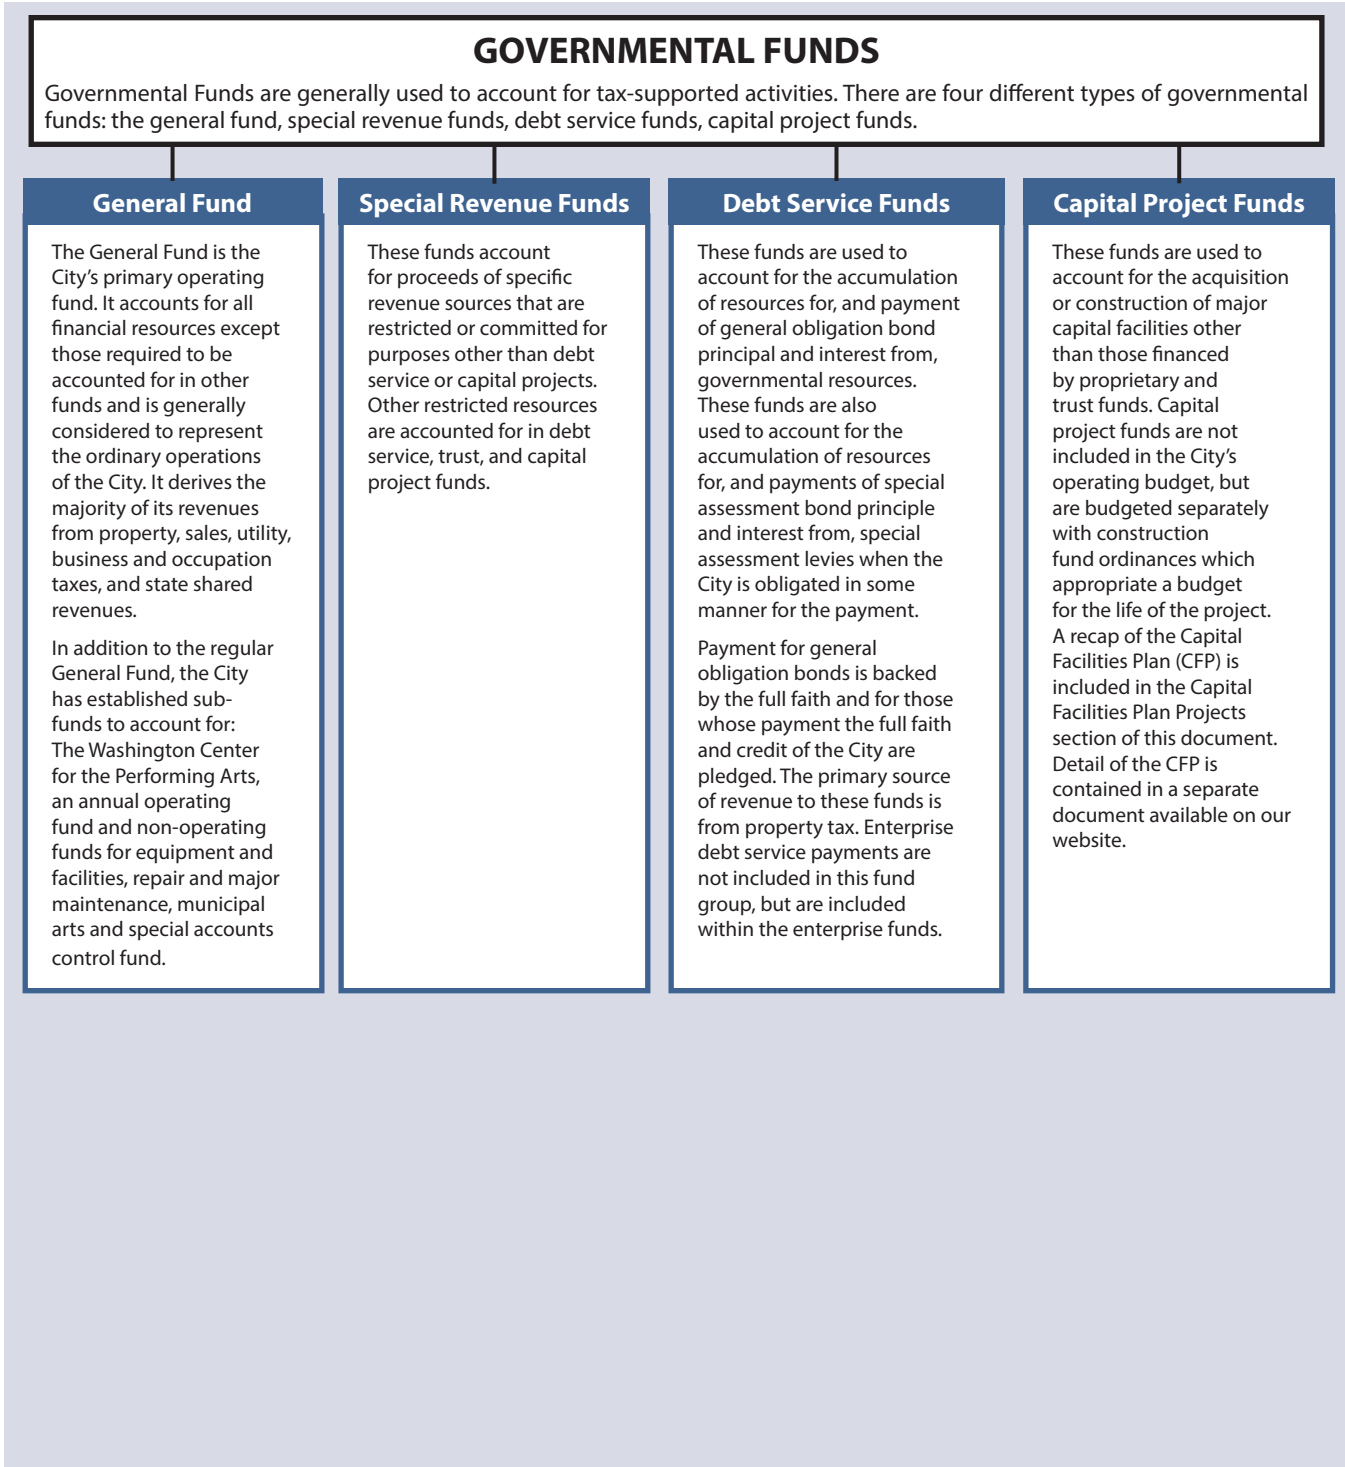 GOVERNMENTAL FUNDS
Governmental Funds are generally used to account for tax-supported activities. There are four different types of governmental
funds: the general fund, special revenue funds, debt service funds, capital project funds.
General Fund
The General Fund is the
City’s primary operating
fund. It accounts for all
financial resources except
those required to be
accounted for in other
funds and is generally
considered to represent
the ordinary operations
of the City. It derives the
majority of its revenues
from property, sales, utility,
business and occupation
taxes, and state shared
revenues.
In addition to the regular
General Fund, the City
has established sub-
funds to account for:
The Washington Center
for the Performing Arts,
an annual operating
fund and non-operating
funds for equipment and
facilities, repair and major
maintenance, municipal
arts and special accounts
control fund.
Special Revenue Funds
These funds account
for proceeds of specific
revenue sources that are
restricted or committed for
purposes other than debt
service or capital projects.
Other restricted resources
are accounted for in debt
service, trust, and capital
project funds.
Debt Service Funds
These funds are used to
account for the accumulation
of resources for, and payment
of general obligation bond
principal and interest from,
governmental resources.
These funds are also
used to account for the
accumulation of resources
for, and payments of special
assessment bond principle
and interest from, special
assessment levies when the
City is obligated in some
manner for the payment.
Payment for general
obligation bonds is backed
by the full faith and for those
whose payment the full faith
and credit of the City are
pledged. The primary source
of revenue to these funds is
from property tax. Enterprise
debt service payments are
not included in this fund
group, but are included
within the enterprise funds.
Capital Project Funds
These funds are used to
account for the acquisition
or construction of major
capital facilities other
than those financed
by proprietary and
trust funds. Capital
project funds are not
included in the City’s
operating budget, but
are budgeted separately
with construction
fund ordinances which
appropriate a budget
for the life of the project.
A recap of the Capital
Facilities Plan (CFP) is
included in the Capital
Facilities Plan Projects
section of this document.
Detail of the CFP is
contained in a separate
document available on our
website.